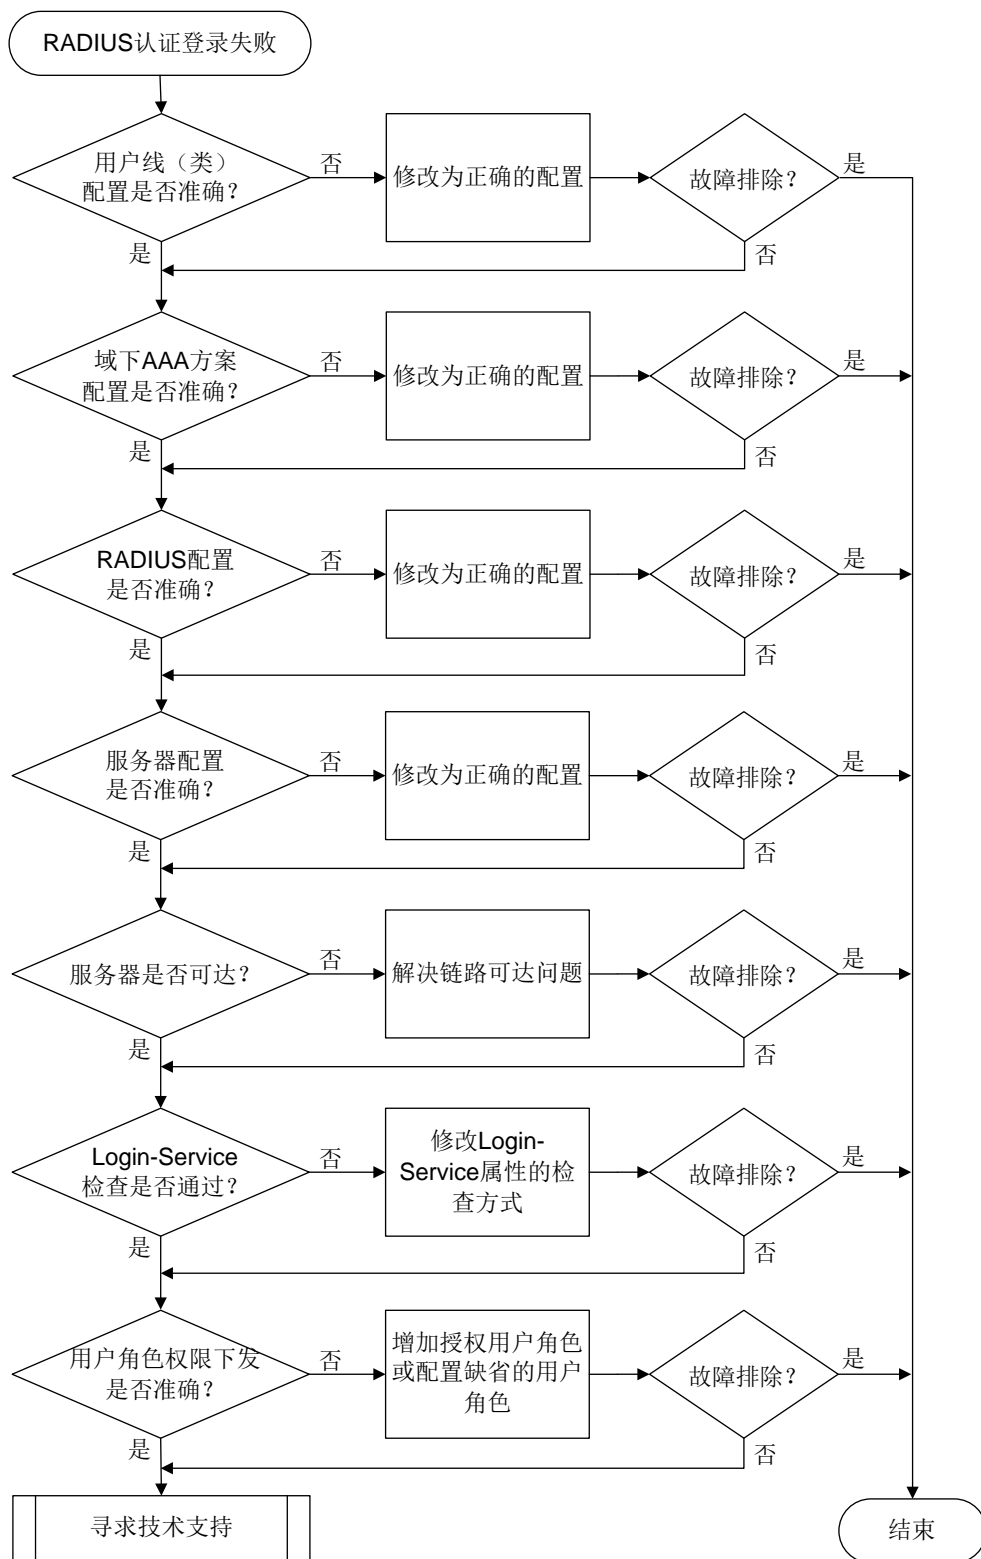 RADIUS认证登录失败
用户线（类）
配置是否准确？
否
修改为正确的配置
故障排除？
是
是
否
域下AAA方案
配置是否准确？
否
修改为正确的配置
故障排除？
是
是
否
RADIUS配置
是否准确？
否
修改为正确的配置
故障排除？
是
是
否
服务器配置
是否准确？
否
修改为正确的配置
故障排除？
是
是
否
服务器是否可达？
否
解决链路可达问题
故障排除？
是
是
否
Login-Service
检查是否通过？
否
修改Login-
Service属性的检
查方式
故障排除？
是
是
否
用户角色权限下发
是否准确？
否
增加授权用户角色
或配置缺省的用户
角色
故障排除？
是
是
否
寻求技术支持
结束